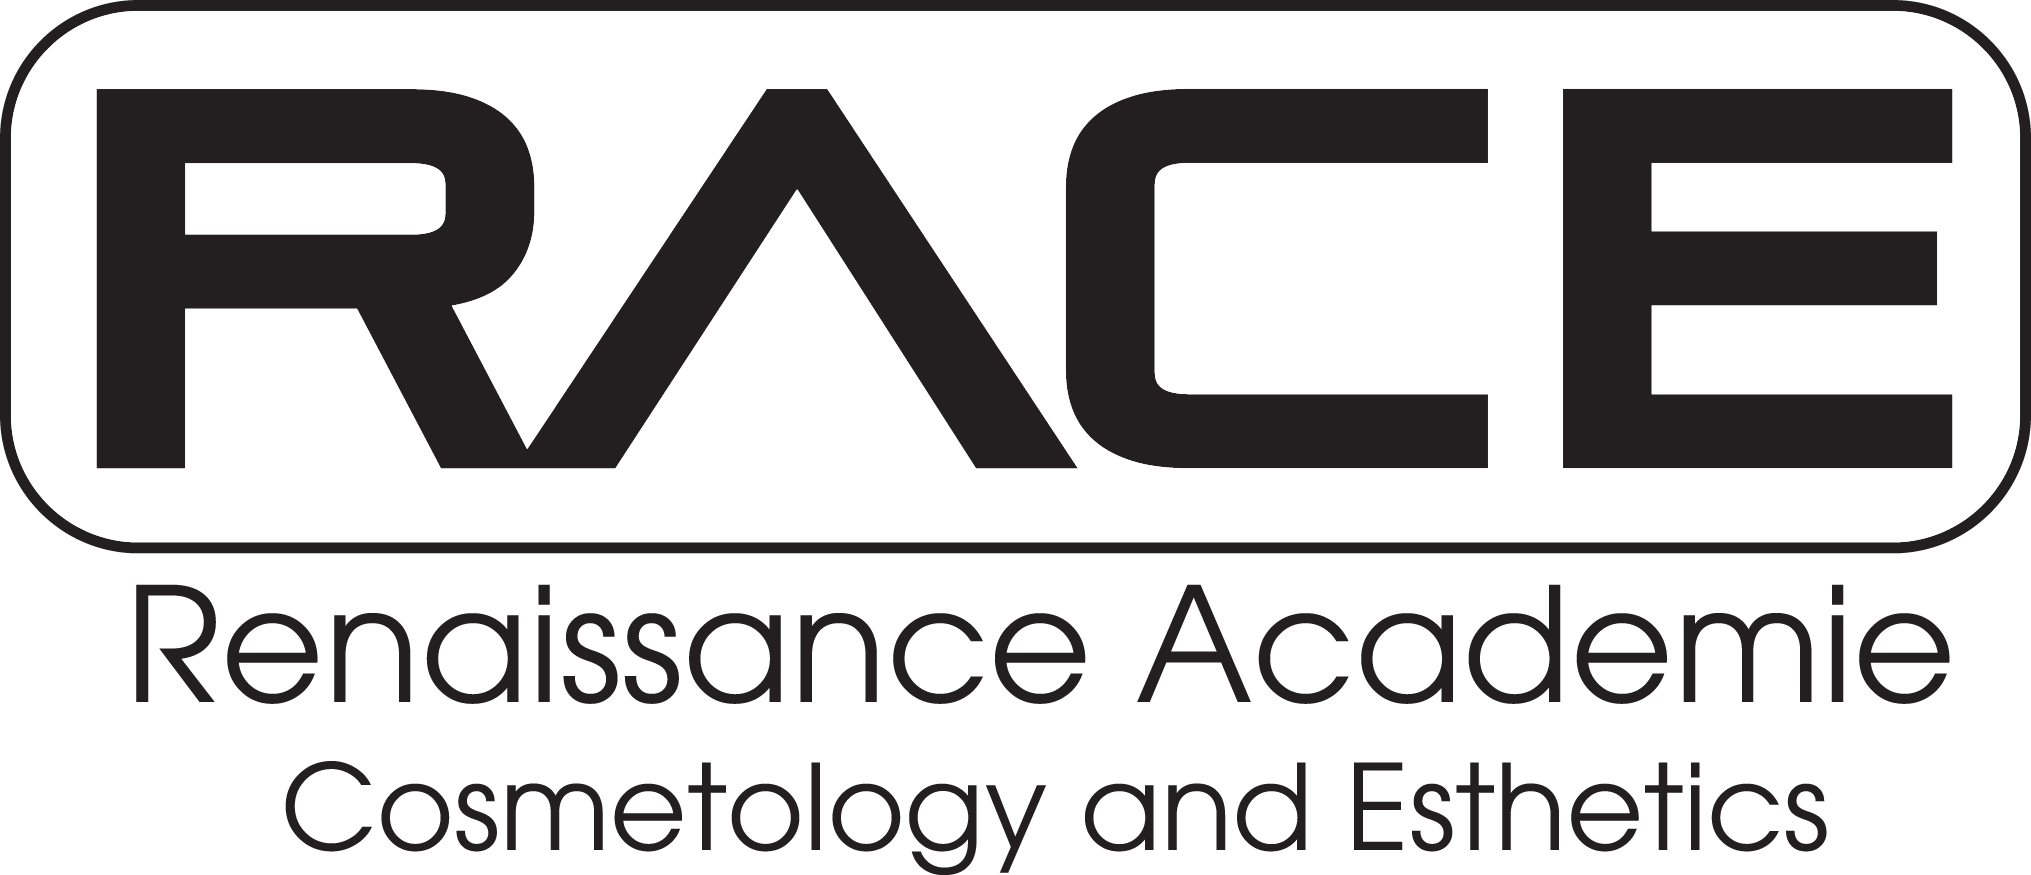 RACE
Renaissance Academie
Cosmetology and Esthetics